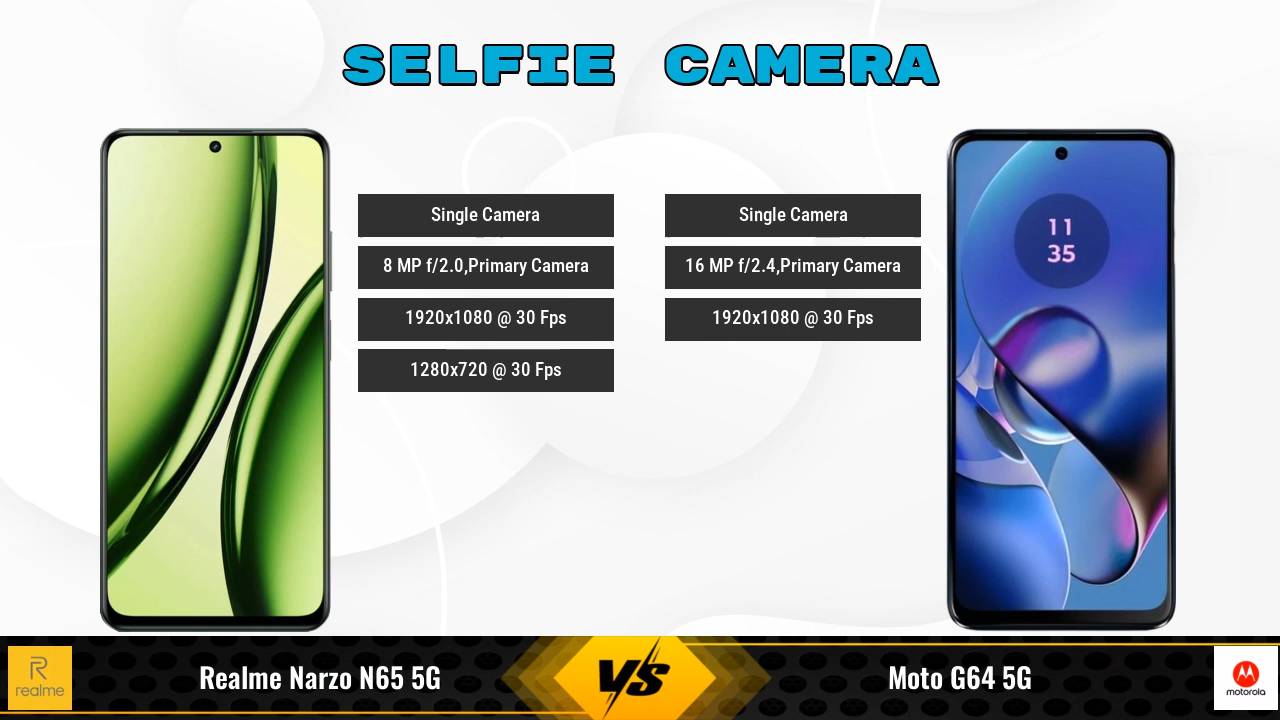 SELFIE CAMERA
Single Camera
8 MP f/2.0,Primary Camera
1920x1080 @ 30 Fps
1280x720 @ 30 Fps
Single Camera
16 MP f/2.4,Primary Camera
1920x1080 @ 30 Fps
11
35
R
realme
Realme Narzo N65 5G
VS
Moto G64 5G
motorola